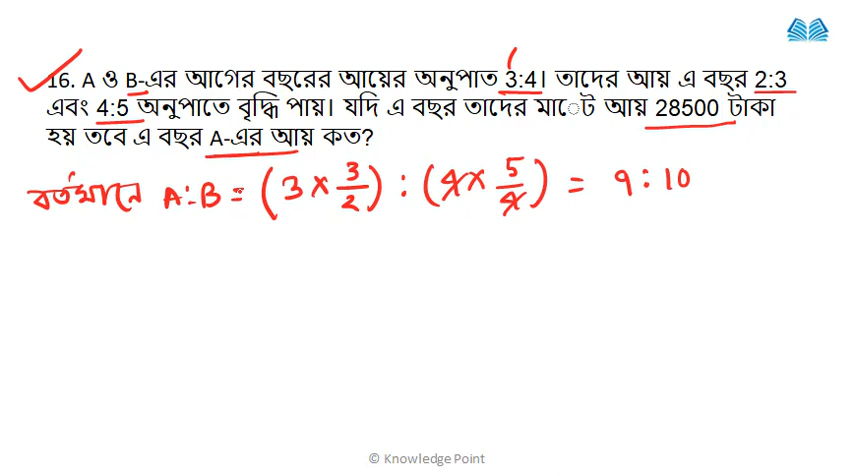 16. A ও B-এর আগের বছরের আয়ের অনুপাত 3:4। তাদের আয় এ বছর 2:3
এবং 4:5 অনুপাতে বৃদ্ধি পায়। যদি এ বছর তাদের মােট আয় 28500 টাকা
হয় তবে এ বছর A-এর আয় কত?
বর্তমানে A:B = (3 × 3/2) : (4 × 5/4) = 9 : 10
© Knowledge Point